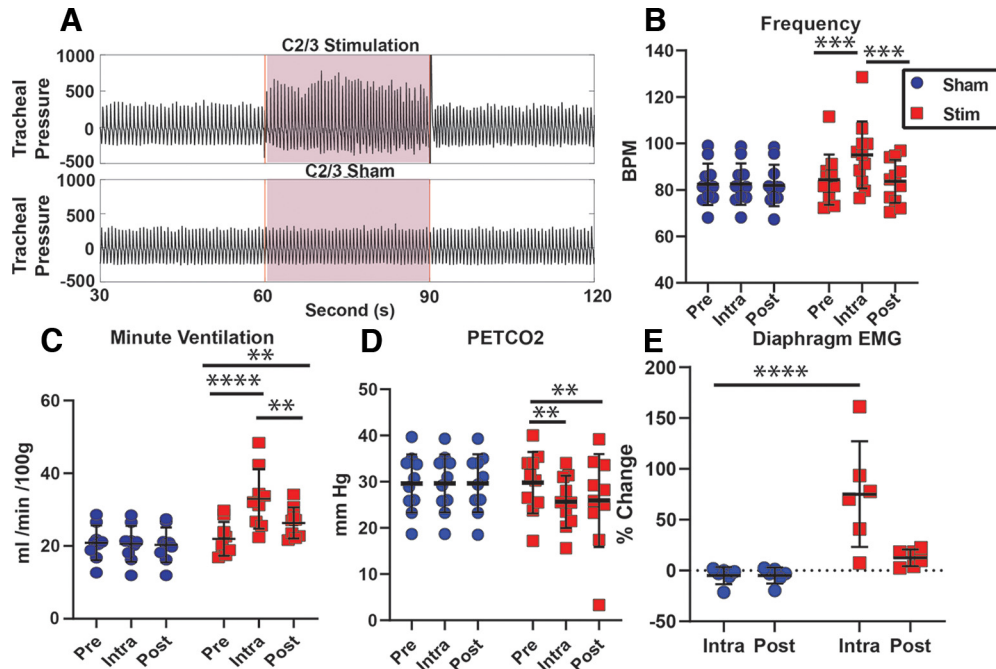 A
C2/3 Stimulation
Tracheal
Pressure
1000
500
0
-500
C2/3 Sham
Tracheal
Pressure
1000
500
0
-500
30
60
90
120
Second (s)
B
Frequency
***
***
Sham
Stim
BPM
140
120
100
80
60
40
Pre
Intra
Post
Pre
Intra
Post
C
Minute Ventilation
**
****
**
ml /min /100g
60
40
20
0
Pre
Intra
Post
Pre
Intra
Post
D
PETCO2
**
**
mm Hg
50
40
30
20
10
0
Pre
Intra
Post
Pre
Intra
Post
E
Diaphragm EMG
****
% Change
200
150
100
50
0
-50
Intra Post Intra Post